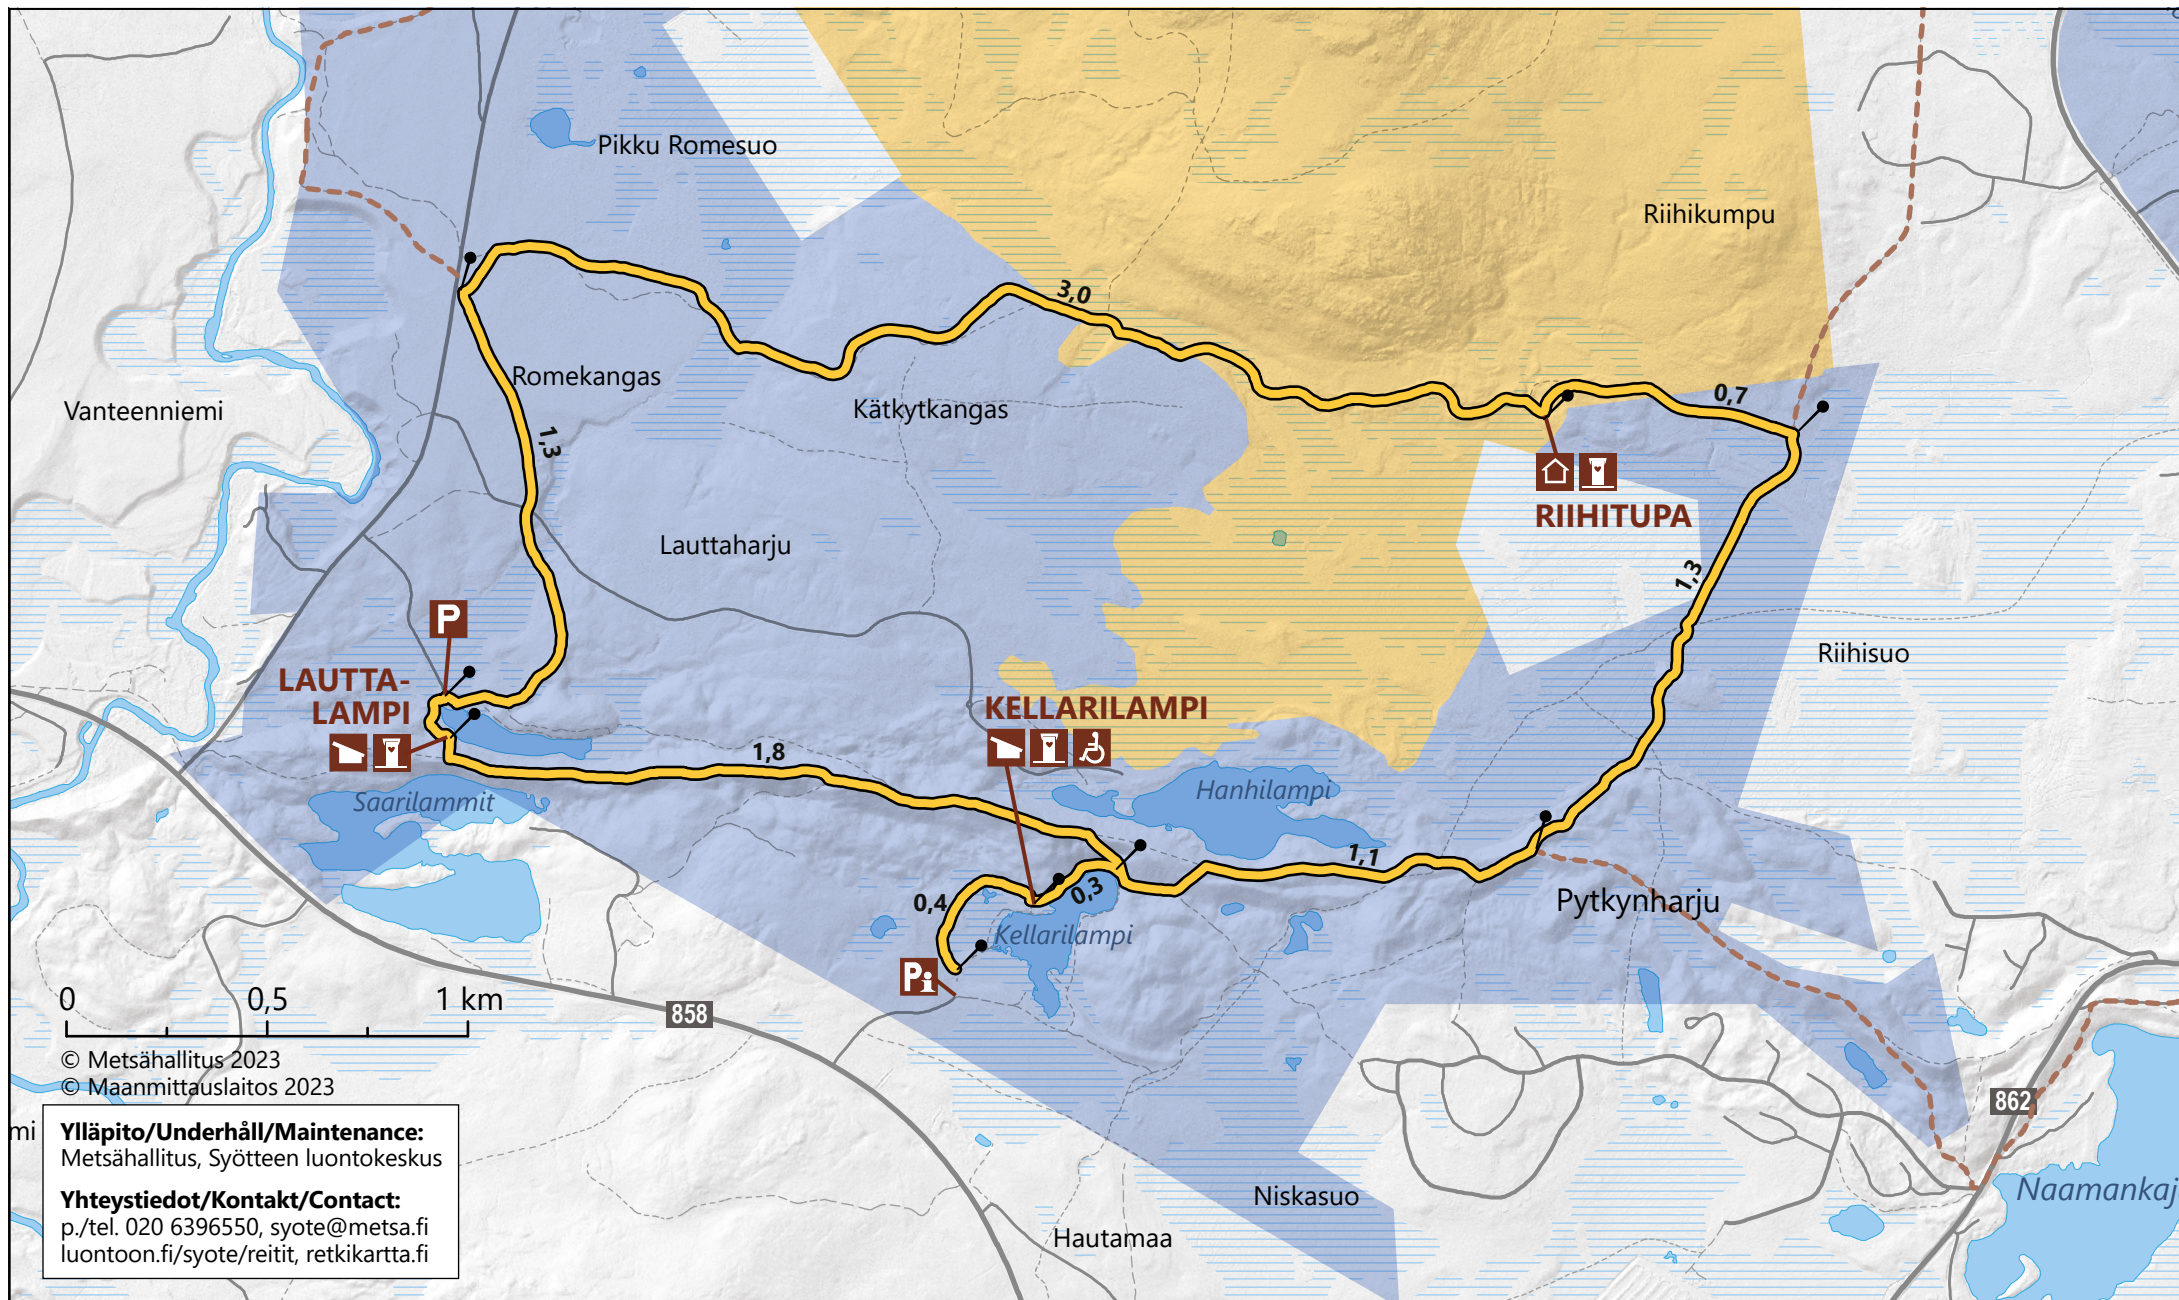 Pikku Romesuo
Riihikumpu
3,0
Romekangas
Vanteenniemi
Kätkytkangas
0,7
1,3
RIIHITUPA
Lauttaharju
1,3
P
Riihisuo
LAUTTA-
LAMPI
KELLARILAMPI
1,8
Saarilammit
Hanhilampi
1,1
0,3
0,4
Pytkynharju
Kellarilampi
Pi
0 0,5 1 km
858
© Metsähallitus 2023
© Maanmittauslaitos 2023
862
mi
Ylläpito/Underhåll/Maintenance:
Metsähallitus, Syötteen luontokeskus
Yhteystiedot/Kontakt/Contact:
p./tel. 020 6396550, syote@metsa.fi
luontoon.fi/syote/reitit, retkikartta.fi
Niskasuo
Naamankaj
Hautamaa